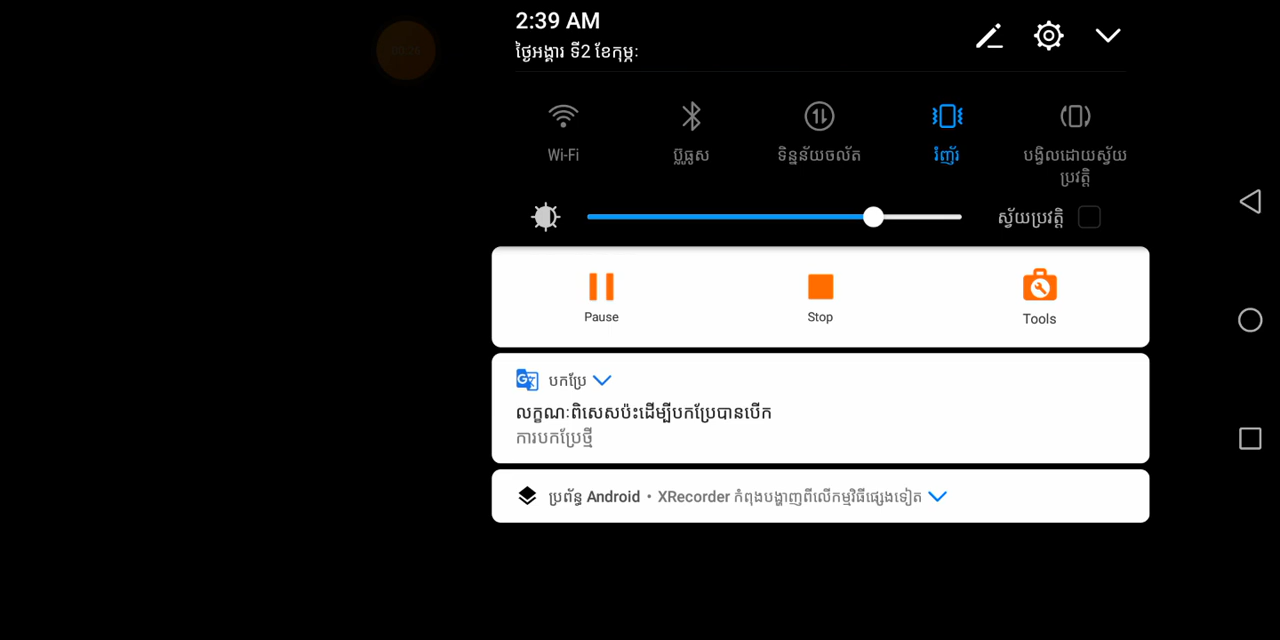 2:39 AM
ថ្ងៃអង្គារ ទី2 ខែកុម្ភៈ
00:26
Wi-Fi
ប៊្លូធូស
ទិន្នន័យចល័ត
រំញ័រ
បង្វិលដោយស្វ័យ
ប្រវត្តិ
ស្វ័យប្រវត្តិ
Pause
Stop
Tools
បកប្រែ
លក្ខណៈពិសេសប៉ះដើម្បីបកប្រែបានបើក
ការបកប្រែថ្មី
ប្រព័ន្ធ Android • XRecorder កំពុងបង្ហាញពីលើកម្មវិធីផ្សេងទៀត